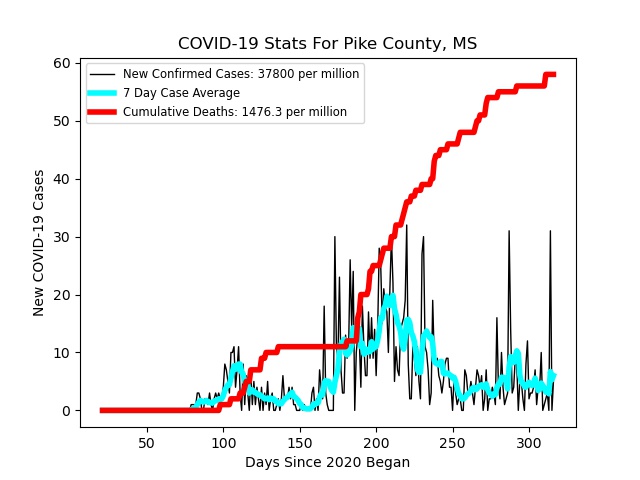 COVID-19 Stats For Pike County, MS
New Confirmed Cases: 37800 per million
7 Day Case Average
Cumulative Deaths: 1476.3 per million
New COVID-19 Cases
60
50
40
30
20
10
0
50 100 150 200 250 300
Days Since 2020 Began